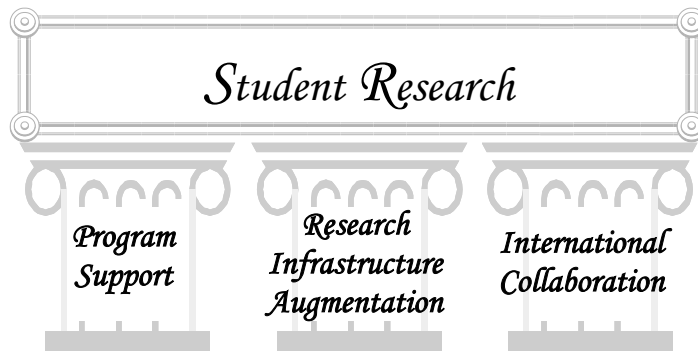 Student Research
Program
Support
Research
Infrastructure
Augmentation
International
Collaboration